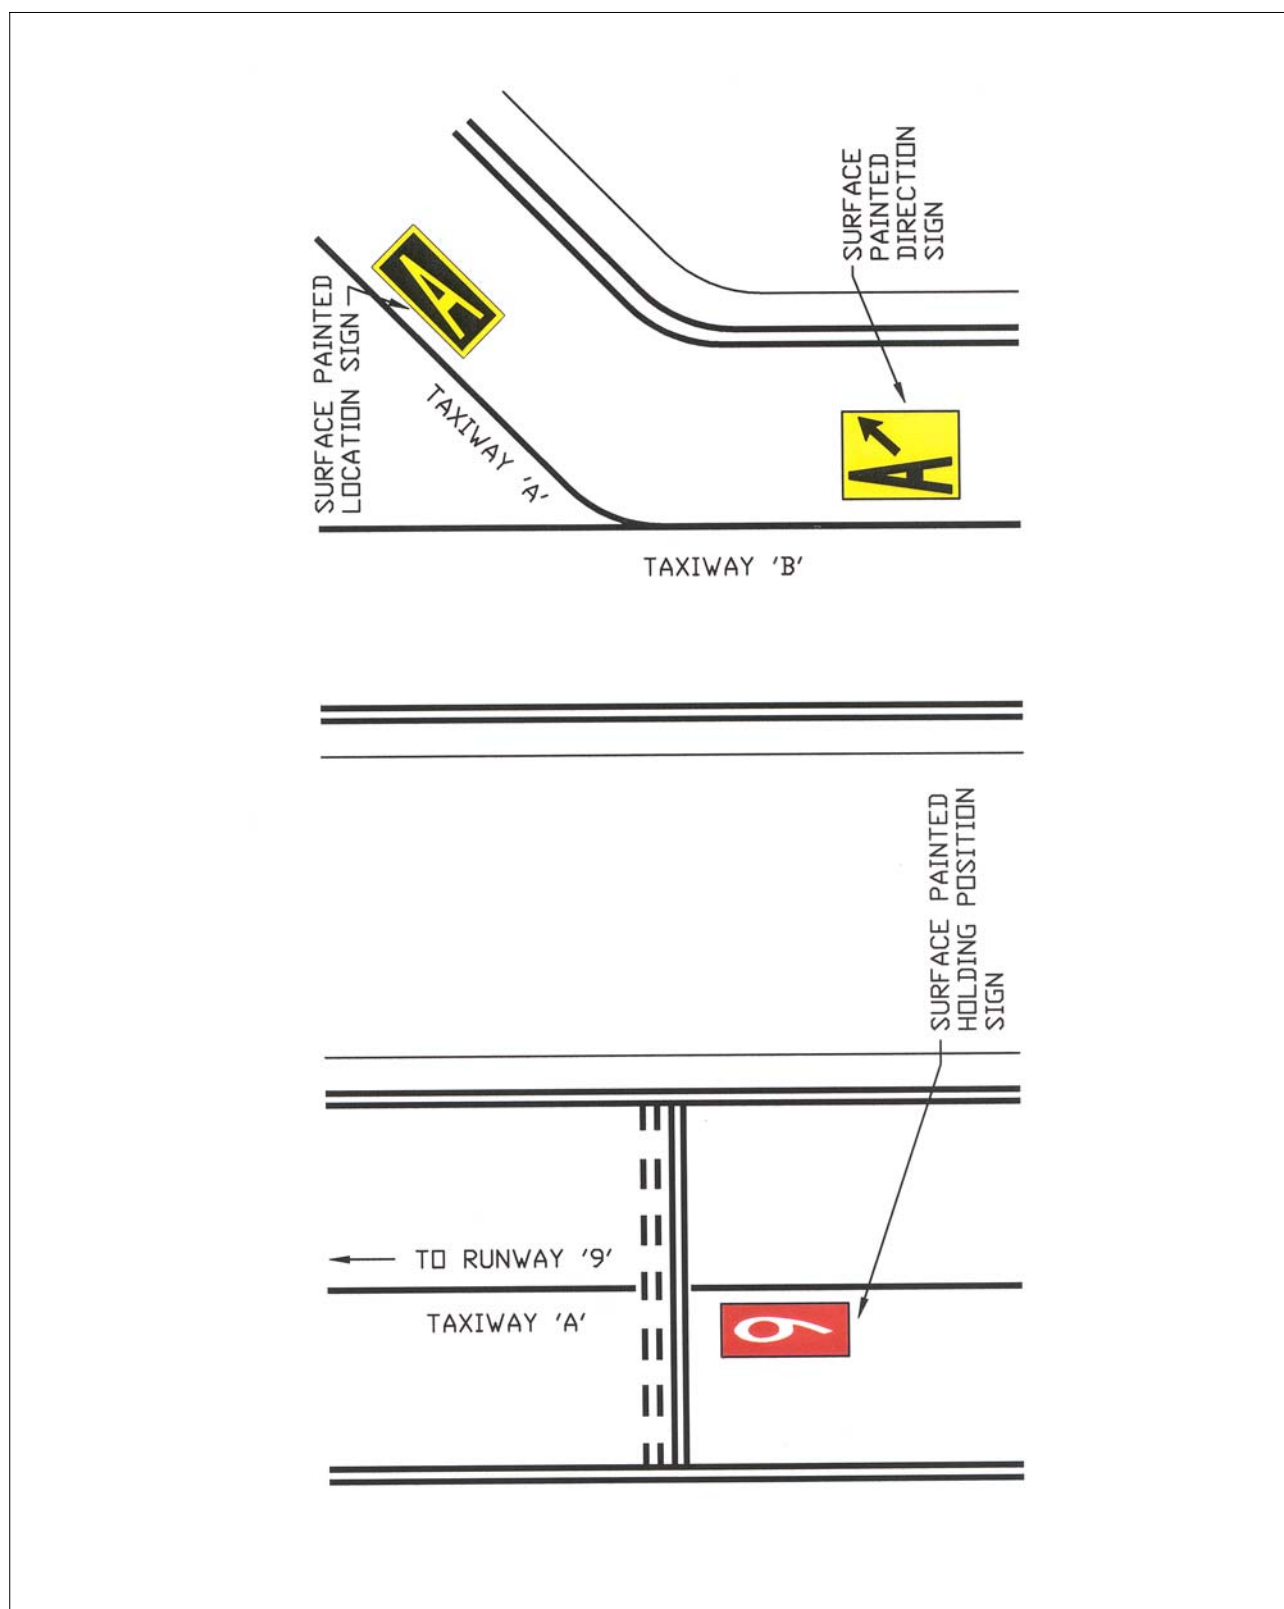 SURFACE PAINTED
LOCATION SIGN
A
TAXIWAY 'A'
SURFACE
PAINTED
DIRECTION
SIGN
A
TAXIWAY 'B'
SURFACE PAINTED
HOLDING POSITION
SIGN
TO RUNWAY '9'
TAXIWAY 'A'
9